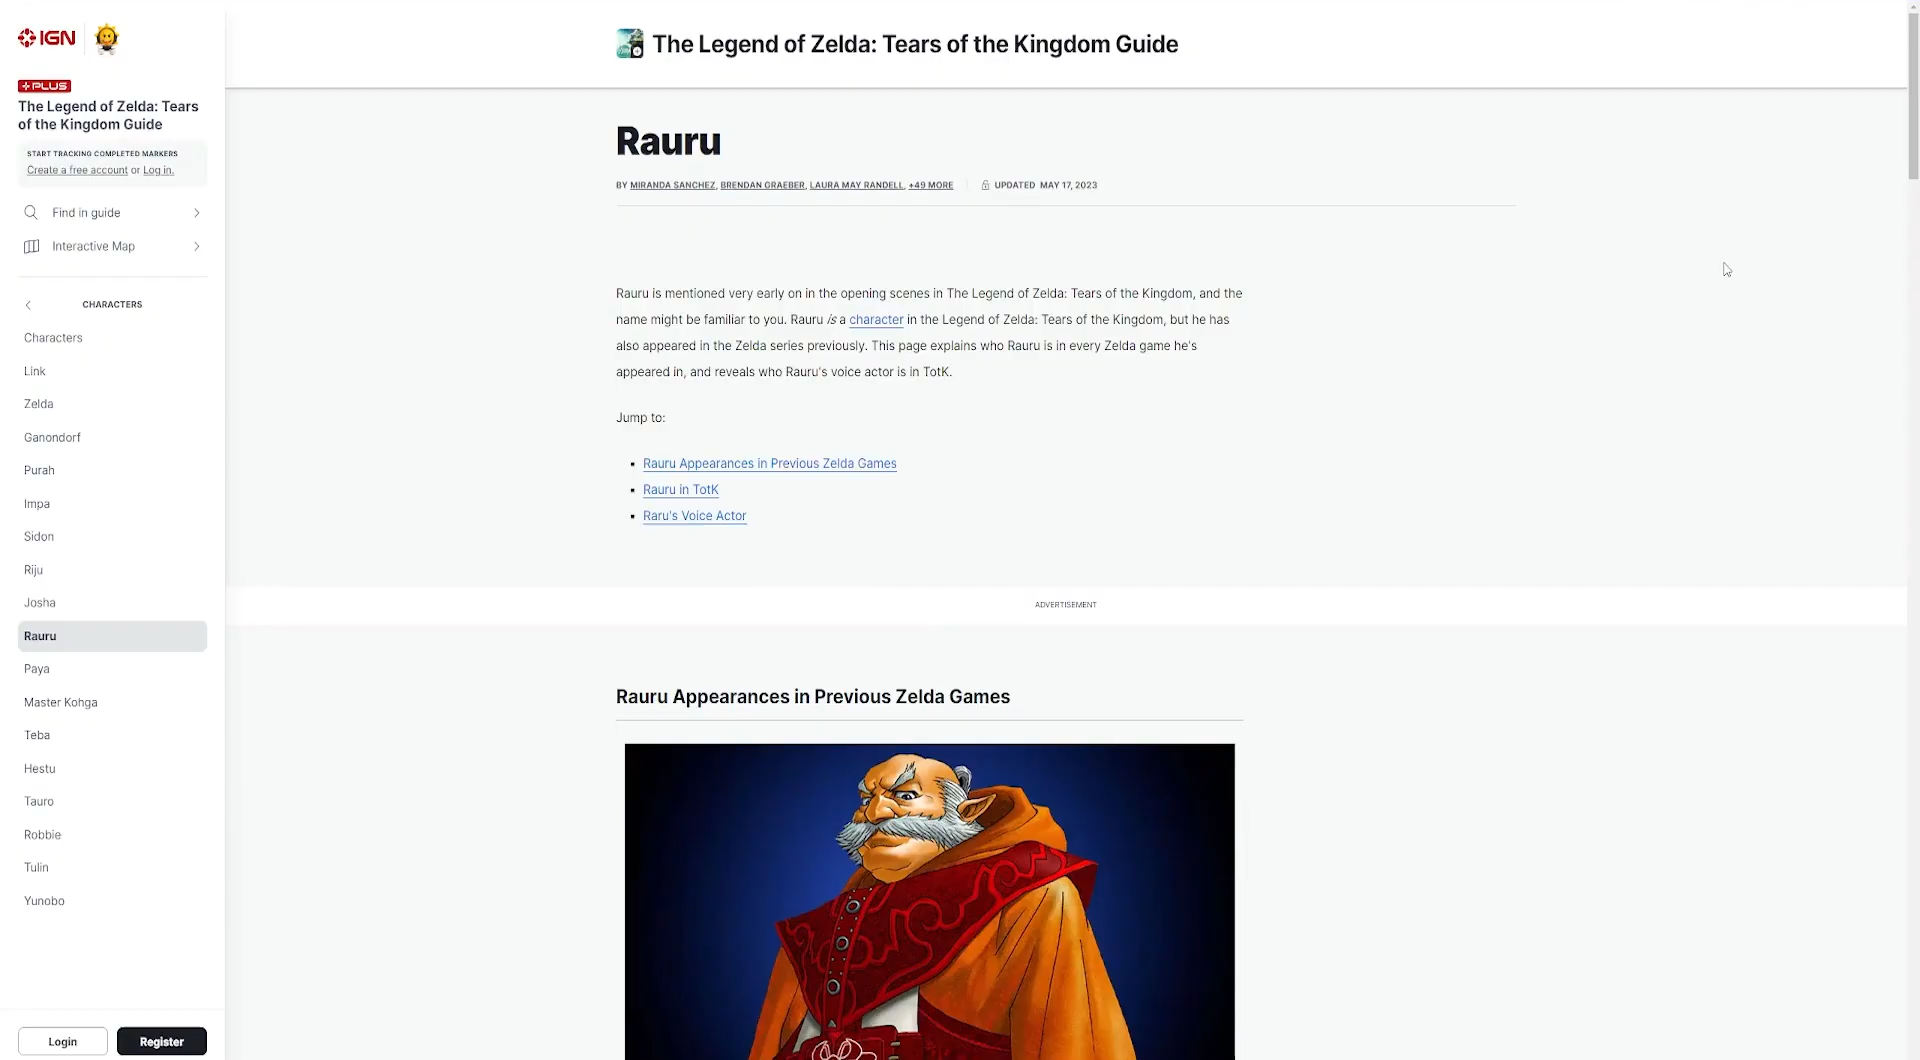 IGN
PLUS
The Legend of Zelda: Tears
of the Kingdom Guide
START TRACKING COMPLETED MARKERS
Create a free account or Log in.
Find in guide
Interactive Map
CHARACTERS
Characters
Link
Zelda
Ganondorf
Purah
Impa
Sidon
Riju
Josha
Rauru
Paya
Master Kohga
Teba
Hestu
Tauro
Robbie
Tulin
Yunobo
Login
Register
The Legend of Zelda: Tears of the Kingdom Guide
Rauru
BY MIRANDA SANCHEZ, BRENDAN GRAEBER, LAURA MAY RANDELL, +49 MORE
UPDATED MAY 17, 2023
Rauru is mentioned very early on in the opening scenes in The Legend of Zelda: Tears of the Kingdom, and the
name might be familiar to you. Rauru is a character in the Legend of Zelda: Tears of the Kingdom, but he has
also appeared in the Zelda series previously. This page explains who Rauru is in every Zelda game he's
appeared in, and reveals who Rauru's voice actor is in TotK.
Jump to:
Rauru Appearances in Previous Zelda Games
Rauru in TotK
Raru's Voice Actor
ADVERTISEMENT
Rauru Appearances in Previous Zelda Games